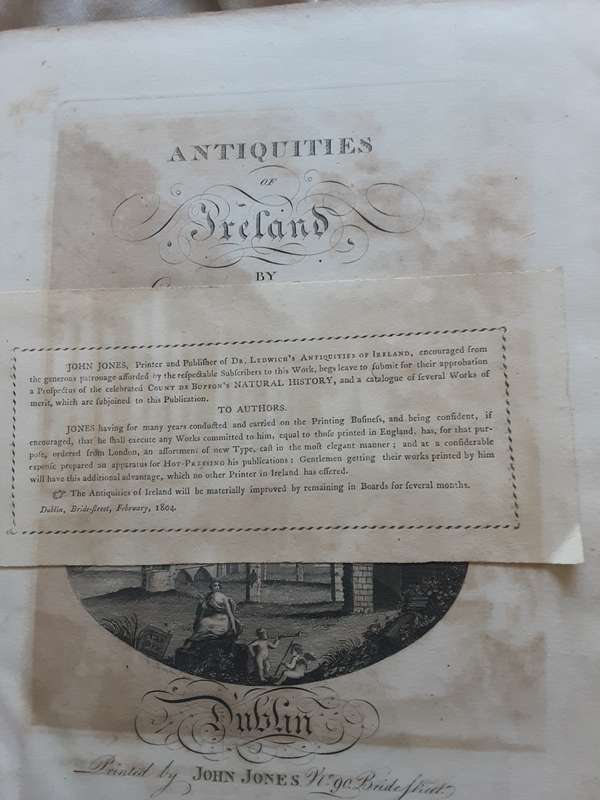 ANTIQUITIES
OF
Ireland
BY
JOHN JONES, Printer and Publiſher of DR. LEDWICH'S ANTIQUITIES OF IRELAND, encouraged from
the generous patronage afforded by the reſpectable Subſcribers to this Work, begs leave to ſubmit for their approbation
a Proſpectus of the celebrated COUNT DE BUFFON'S NATURAL HISTORY, and a catalogue of ſeveral Works of
merit, which are ſubjoined to this Publication.
TO AUTHORS.
JONES having for many years conducted and carried on the Printing Buſineſs, and being confident, if
encouraged, that he ſhall execute any Works committed to him, equal to thoſe printed in England, has, for that pur-
poſe, ordered from London, an aſſortment of new Type, caſt in the moſt elegant manner; and at a conſiderable
expenſe prepared an apparatus for HOT-PRESSING his publications: Gentlemen getting their works printed by him
will have this additional advantage, which no other Printer in Ireland has offered.
☞ The Antiquities of Ireland will be materially improved by remaining in Boards for ſeveral months.
Dublin, Bride-ſtreet, February, 1804.
Dublin
Printed by JOHN JONES No. 90 Bride ſtreet.